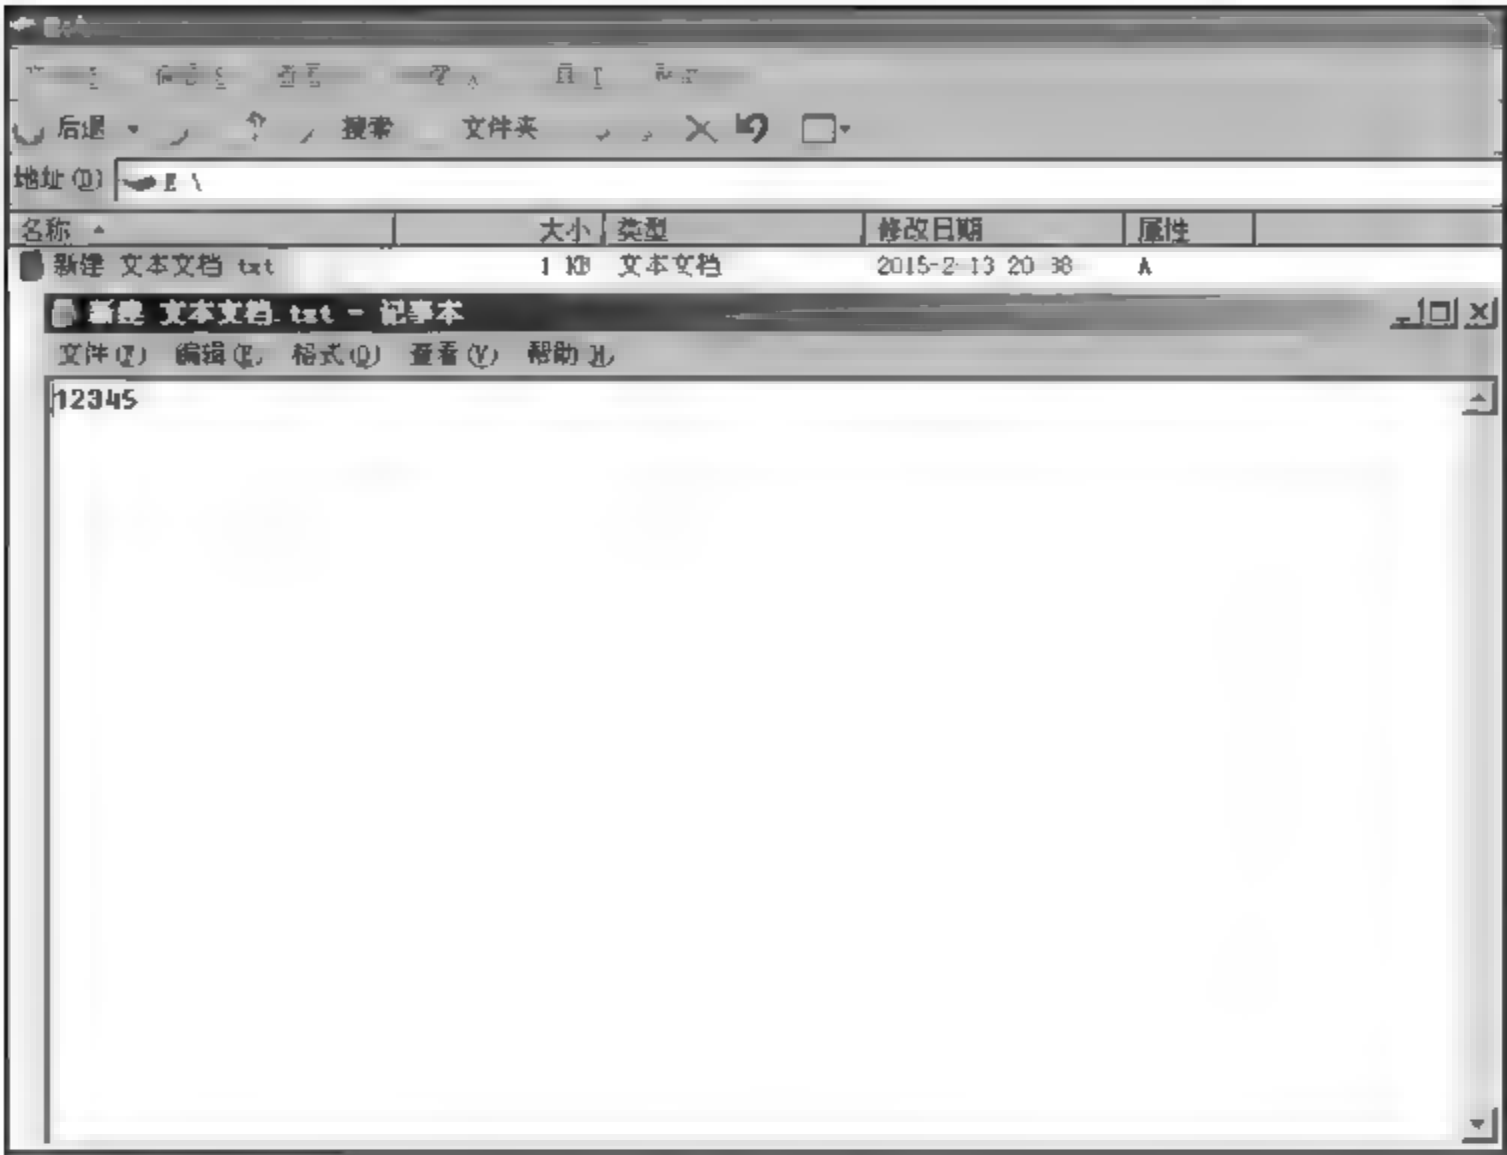 后退 搜索 文件夹
地址(D) E \
名称 大小 类型 修改日期 属性
新建 文本文档 txt 1 KB 文本文档 2015-2-13 20 38 A
新建 文本文档.txt - 记事本
文件(F) 编辑(E) 格式(O) 查看(V) 帮助(H)
12345